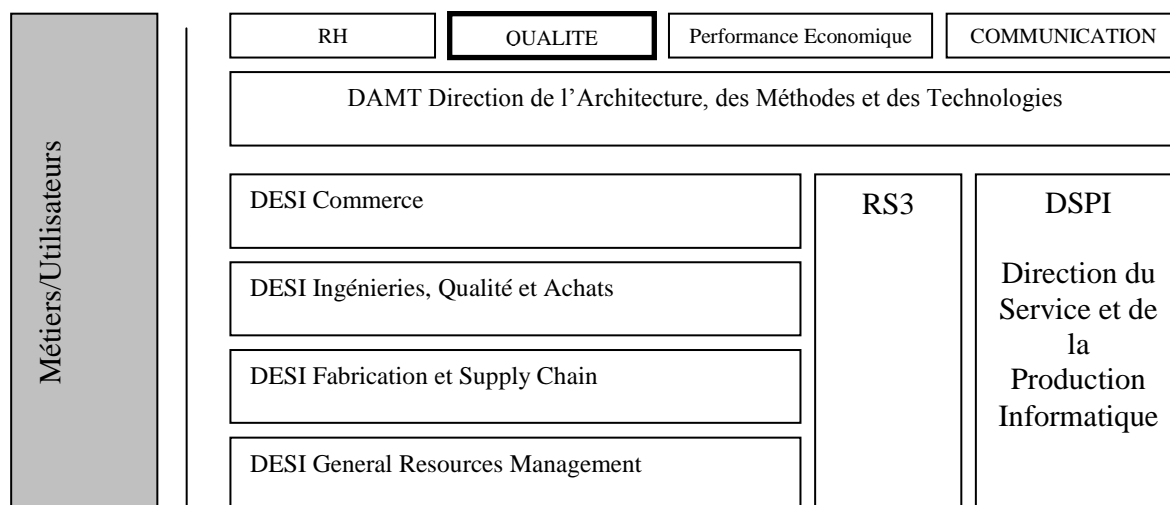 Métiers/Utilisateurs
RH
QUALITE
Performance Economique
COMMUNICATION
DAMT Direction de l’Architecture, des Méthodes et des Technologies
DESI Commerce
DESI Ingénieries, Qualité et Achats
DESI Fabrication et Supply Chain
DESI General Resources Management
RS3
DSPI
Direction du
Service et de
la
Production
Informatique